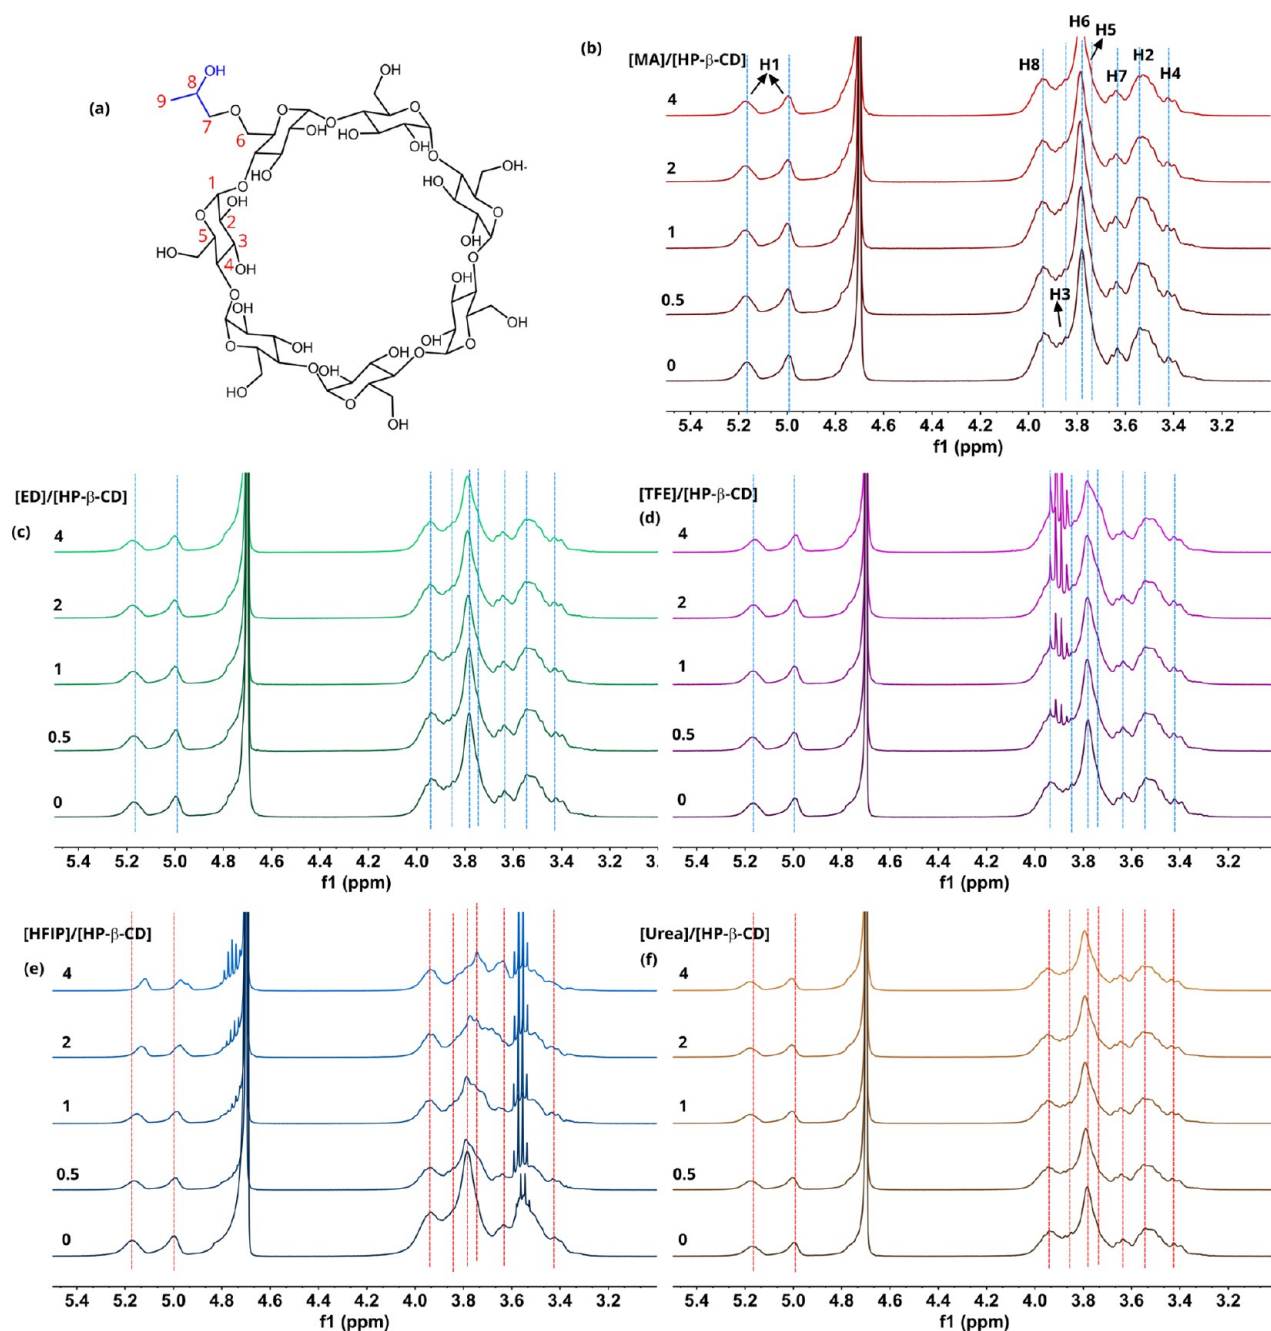 (a)
OH
8
9
7
O
6
O
OH
O
OH
O
OH
HO
OH
O
HO
O
1
O
OH
O
2
5
3
HO
4
OH
O
OH
HO
O
OH
OH
O
OH
OH
O
OH
O
OH
O
HO
OH
O
OH
O
OH
O
OH
HO
O
OH
(b)
[MA]/[HP-β-CD]
H1
H8
H6
H5
H7
H2
H4
4
2
1
0.5
H3
0
5.4 5.2 5.0 4.8 4.6 4.4 4.2 4.0 3.8 3.6 3.4 3.2
f1 (ppm)
[ED]/[HP-β-CD]
(c)
4
2
1
0.5
0
5.4 5.2 5.0 4.8 4.6 4.4 4.2 4.0 3.8 3.6 3.4 3.2 3.
f1 (ppm)
[TFE]/[HP-β-CD]
(d)
4
2
1
0.5
0
5.4 5.2 5.0 4.8 4.6 4.4 4.2 4.0 3.8 3.6 3.4 3.2
f1 (ppm)
[HFIP]/[HP-β-CD]
(e)
4
2
1
0.5
0
5.4 5.2 5.0 4.8 4.6 4.4 4.2 4.0 3.8 3.6 3.4 3.2
f1 (ppm)
[Urea]/[HP-β-CD]
(f)
4
2
1
0.5
0
5.4 5.2 5.0 4.8 4.6 4.4 4.2 4.0 3.8 3.6 3.4 3.2
f1 (ppm)